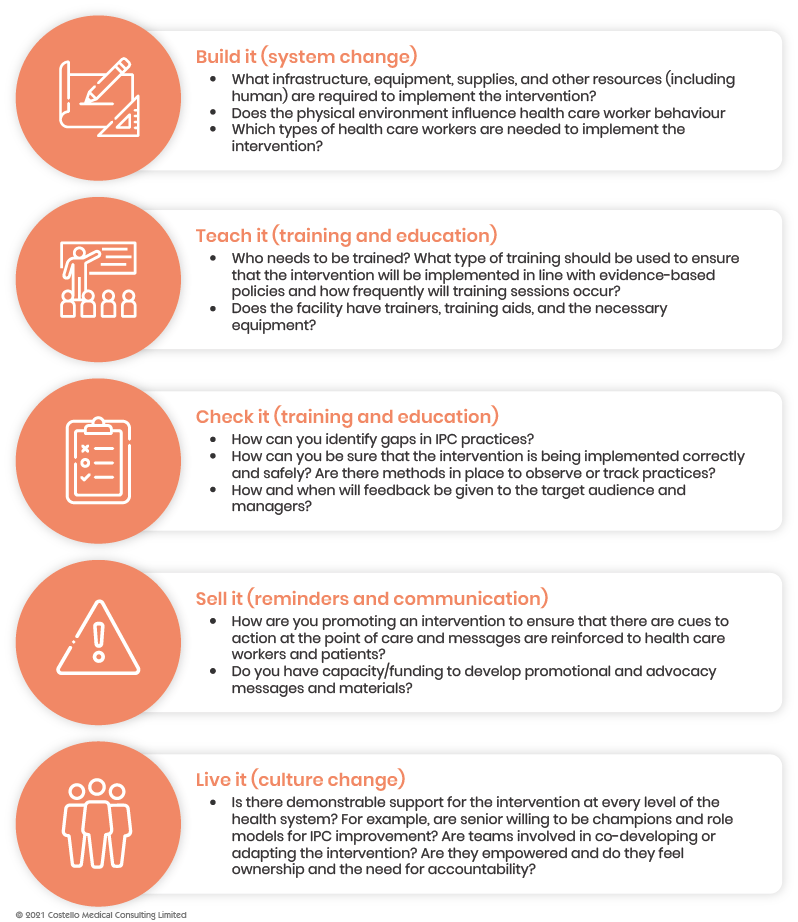 Build it (system change)
• What infrastructure, equipment, supplies, and other resources (including
human) are required to implement the intervention?
• Does the physical environment influence health care worker behaviour
• Which types of health care workers are needed to implement the
intervention?
Teach it (training and education)
• Who needs to be trained? What type of training should be used to ensure
that the intervention will be implemented in line with evidence-based
policies and how frequently will training sessions occur?
• Does the facility have trainers, training aids, and the necessary
equipment?
Check it (training and education)
• How can you identify gaps in IPC practices?
• How can you be sure that the intervention is being implemented correctly
and safely? Are there methods in place to observe or track practices?
• How and when will feedback be given to the target audience and
managers?
Sell it (reminders and communication)
• How are you promoting an intervention to ensure that there are cues to
action at the point of care and messages are reinforced to health care
workers and patients?
• Do you have capacity/funding to develop promotional and advocacy
messages and materials?
Live it (culture change)
• Is there demonstrable support for the intervention at every level of the
health system? For example, are senior willing to be champions and role
models for IPC improvement? Are teams involved in co-developing or
adapting the intervention? Are they empowered and do they feel
ownership and the need for accountability?
© 2021 Costello Medical Consulting Limited